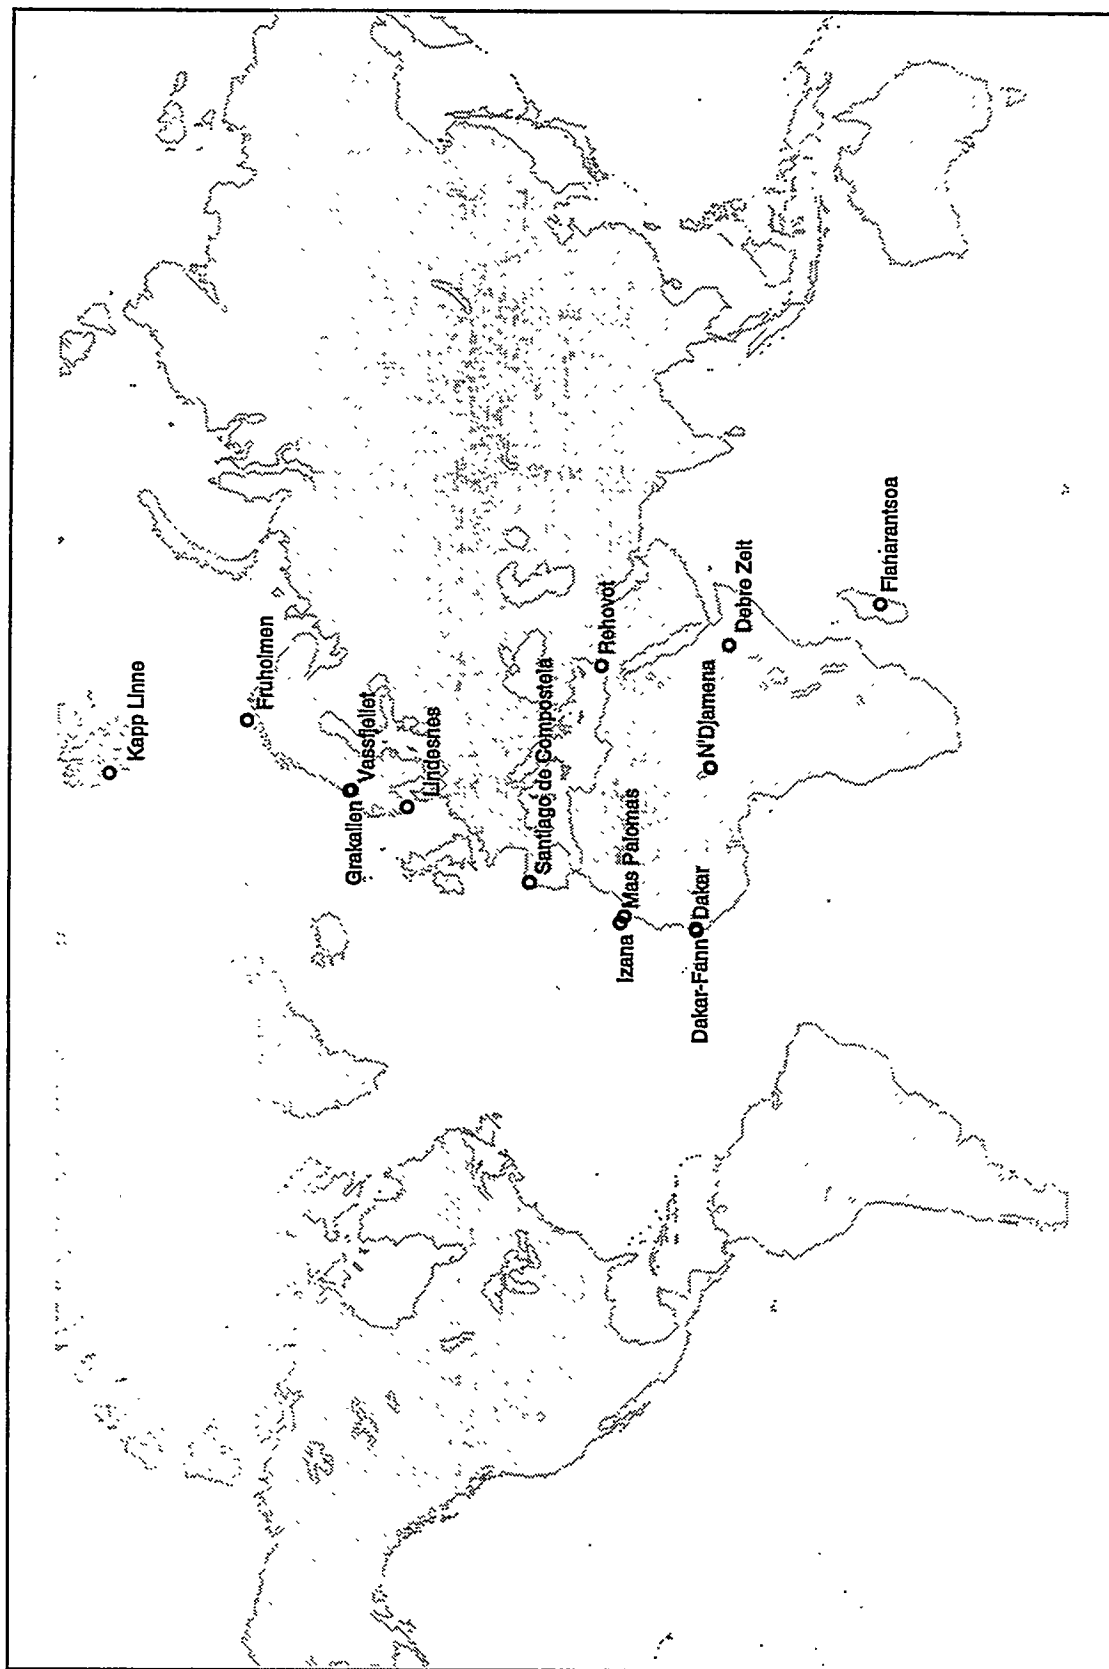 Kapp Linne
Fruholmen
Grakallen
Vassfjellet
Lindesnes
Santiago de Compostela
Rehovot
Izana
Mas Palomas
Dakar-Fann
Dakar
N'Djamena
Debre Zeit
Fianarantsoa